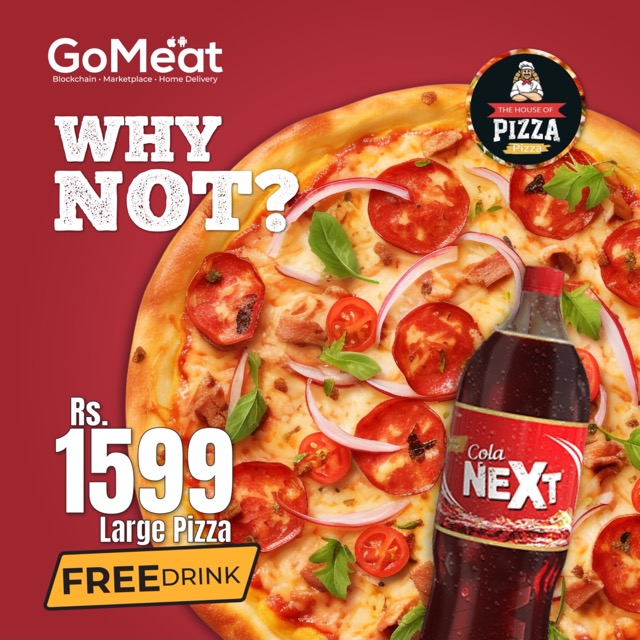 GoMeat
Blockchain • Marketplace • Home Delivery
THE HOUSE OF
PIZZA
Pizza
WHY
NOT?
Cola
NEXT
Rs.
1599
Large Pizza
FREE DRINK